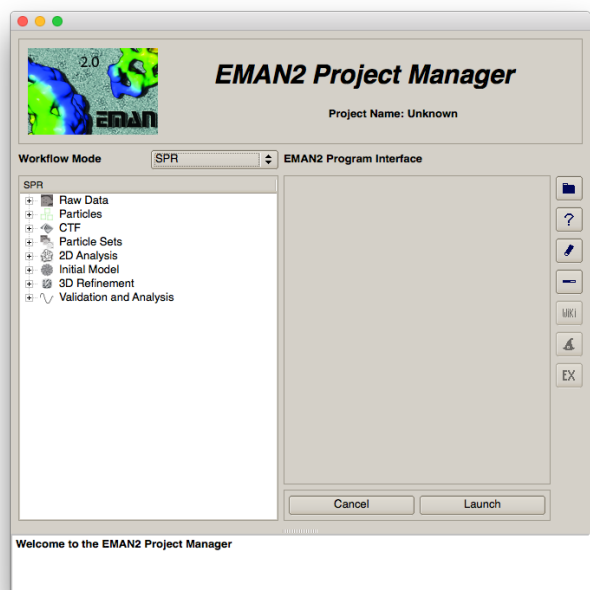 2.0
EMAN
EMAN2 Project Manager
Project Name: Unknown
Workflow Mode
SPR
EMAN2 Program Interface
SPR
Raw Data
Particles
CTF
Particle Sets
2D Analysis
Initial Model
3D Refinement
Validation and Analysis
?
WIKI
EX
Cancel
Launch
Welcome to the EMAN2 Project Manager